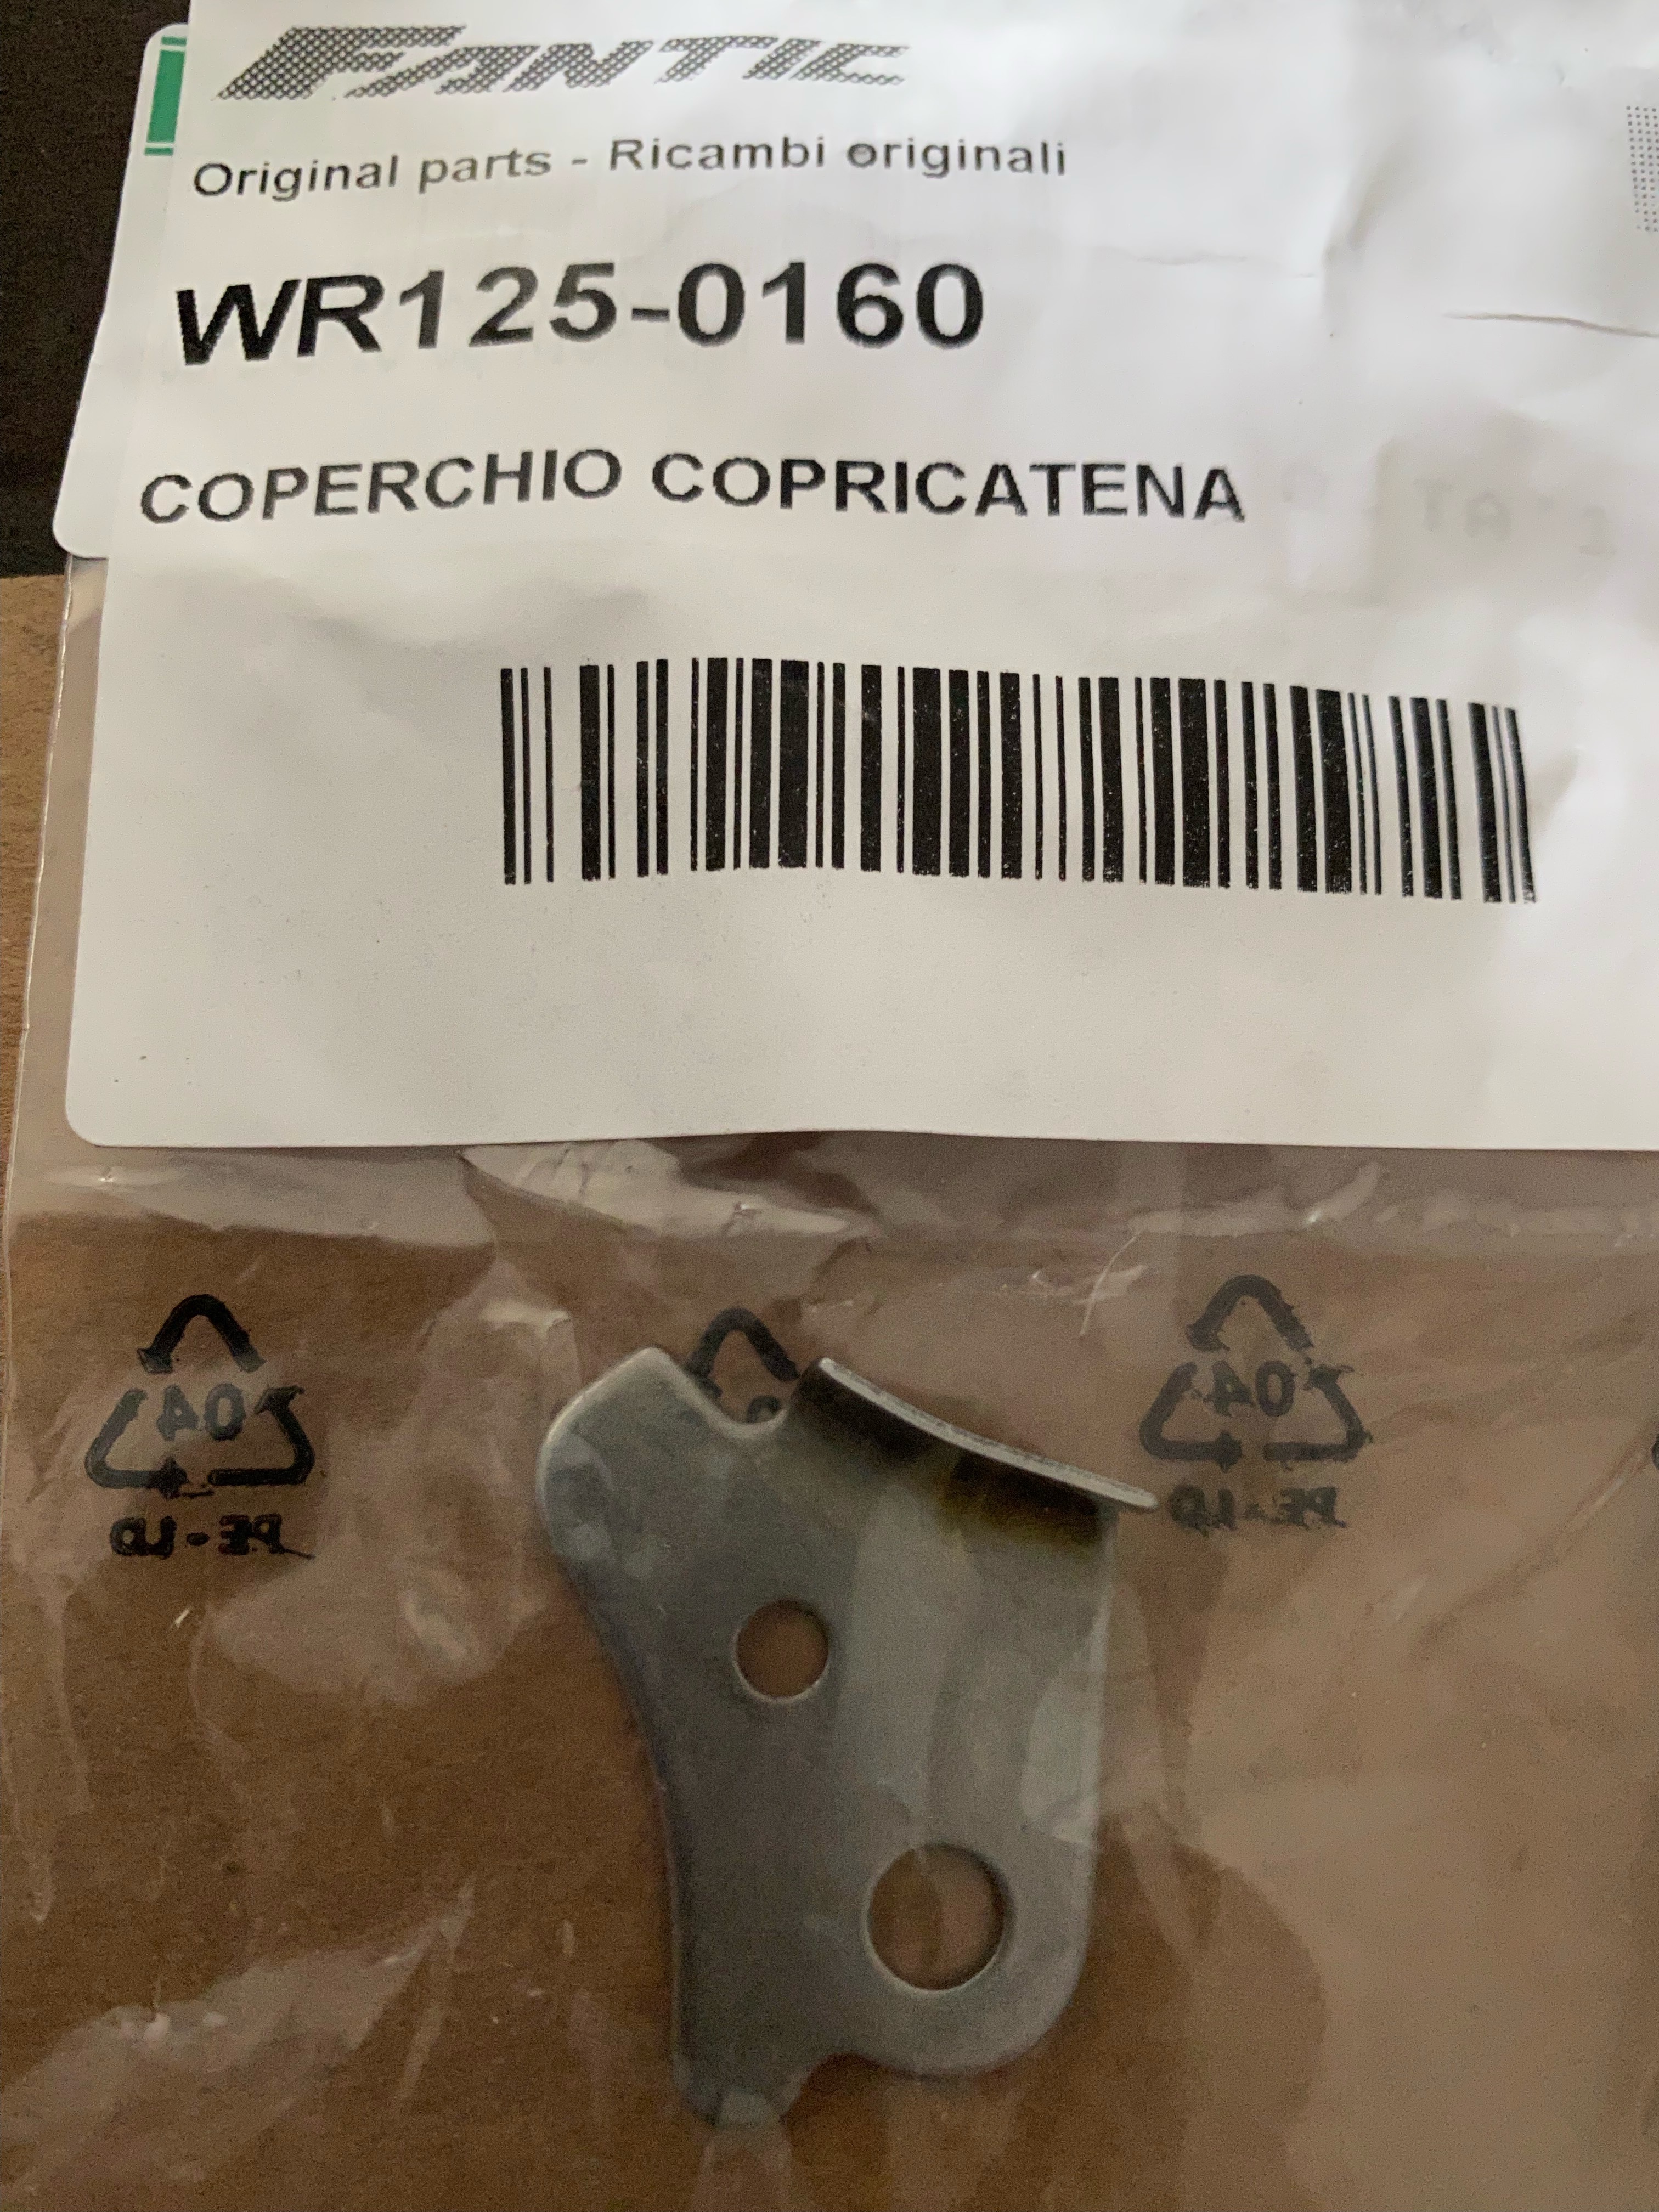 FANTIC
Original parts - Ricambi originali
WR125-0160
COPERCHIO COPRICATENA
04
PE-LD
04
PE-LD